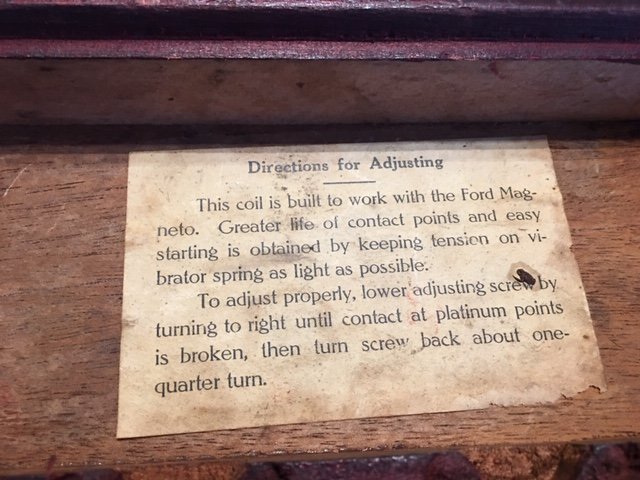 Directions for Adjusting
This coil is built to work with the Ford Mag-
neto. Greater life of contact points and easy
starting is obtained by keeping tension on vi-
brator spring as light as possible.
To adjust properly, lower adjusting screw by
turning to right until contact at platinum points
is broken, then turn screw back about one-
quarter turn.